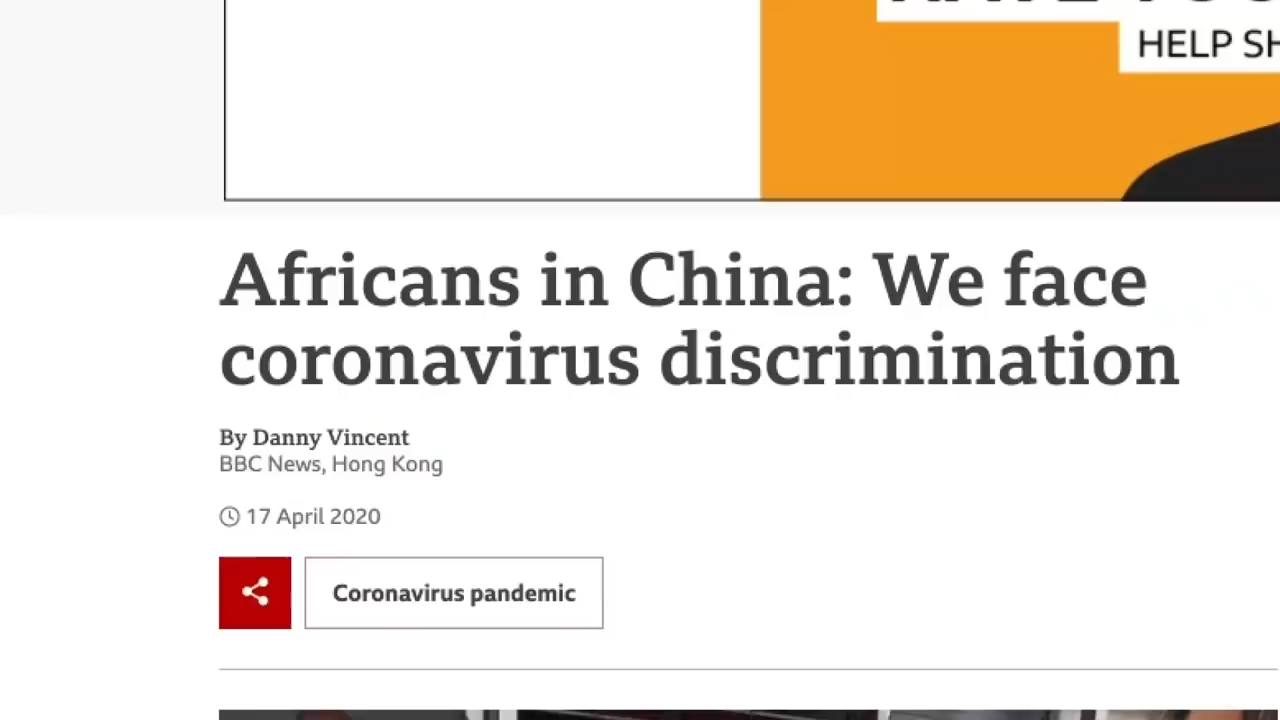 HELP
Africans in China: We face
coronavirus discrimination
By Danny Vincent
BBC News, Hong Kong
17 April 2020
Coronavirus pandemic